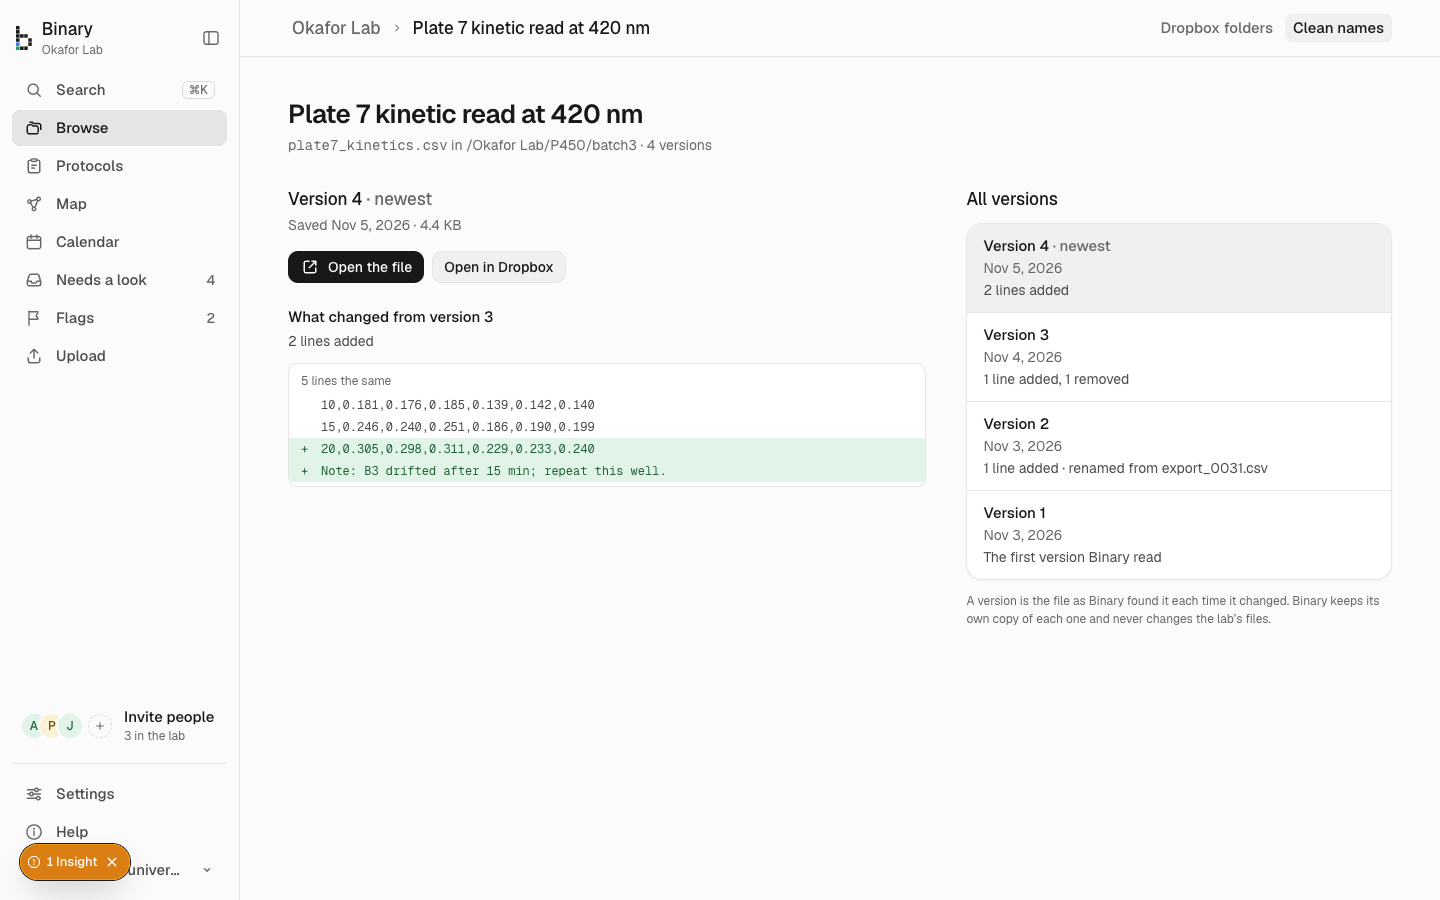 Binary
Okafor Lab
Search ⌘K
Browse
Protocols
Map
Calendar
Needs a look 4
Flags 2
Upload
A P J +
Invite people
3 in the lab
Settings
Help
1 Insight
univer...
Okafor Lab › Plate 7 kinetic read at 420 nm
Dropbox folders Clean names
Plate 7 kinetic read at 420 nm
plate7_kinetics.csv in /Okafor Lab/P450/batch3 · 4 versions
Version 4 · newest
Saved Nov 5, 2026 · 4.4 KB
Open the file Open in Dropbox
What changed from version 3
2 lines added
5 lines the same
10,0.181,0.176,0.185,0.139,0.142,0.140
15,0.246,0.240,0.251,0.186,0.190,0.199
+ 20,0.305,0.298,0.311,0.229,0.233,0.240
+ Note: B3 drifted after 15 min; repeat this well.
All versions
Version 4 · newest
Nov 5, 2026
2 lines added
Version 3
Nov 4, 2026
1 line added, 1 removed
Version 2
Nov 3, 2026
1 line added · renamed from export_0031.csv
Version 1
Nov 3, 2026
The first version Binary read
A version is the file as Binary found it each time it changed. Binary keeps its
own copy of each one and never changes the lab's files.